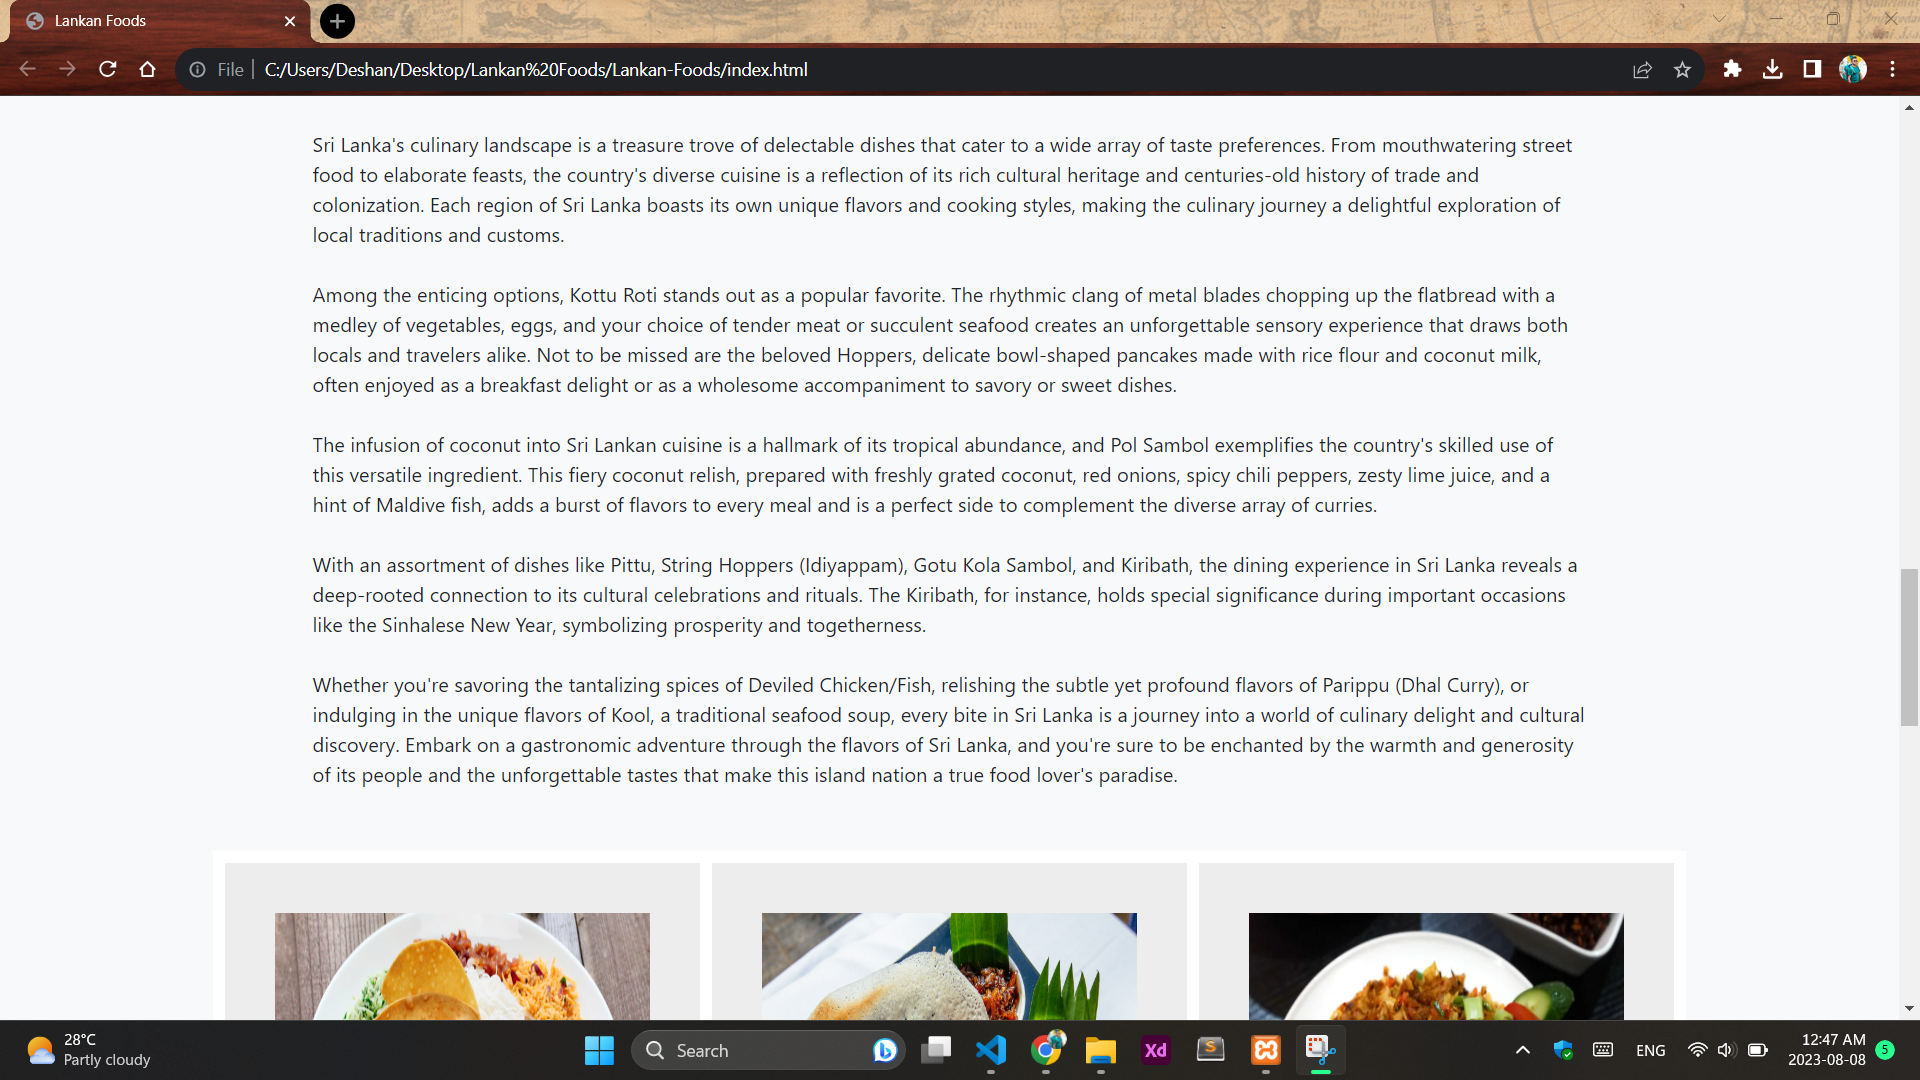 Lankan Foods
File
C:/Users/Deshan/Desktop/Lankan%20Foods/Lankan-Foods/index.html
Sri Lanka's culinary landscape is a treasure trove of delectable dishes that cater to a wide array of taste preferences. From mouthwatering street
food to elaborate feasts, the country's diverse cuisine is a reflection of its rich cultural heritage and centuries-old history of trade and
colonization. Each region of Sri Lanka boasts its own unique flavors and cooking styles, making the culinary journey a delightful exploration of
local traditions and customs.
Among the enticing options, Kottu Roti stands out as a popular favorite. The rhythmic clang of metal blades chopping up the flatbread with a
medley of vegetables, eggs, and your choice of tender meat or succulent seafood creates an unforgettable sensory experience that draws both
locals and travelers alike. Not to be missed are the beloved Hoppers, delicate bowl-shaped pancakes made with rice flour and coconut milk,
often enjoyed as a breakfast delight or as a wholesome accompaniment to savory or sweet dishes.
The infusion of coconut into Sri Lankan cuisine is a hallmark of its tropical abundance, and Pol Sambol exemplifies the country's skilled use of
this versatile ingredient. This fiery coconut relish, prepared with freshly grated coconut, red onions, spicy chili peppers, zesty lime juice, and a
hint of Maldive fish, adds a burst of flavors to every meal and is a perfect side to complement the diverse array of curries.
With an assortment of dishes like Pittu, String Hoppers (Idiyappam), Gotu Kola Sambol, and Kiribath, the dining experience in Sri Lanka reveals a
deep-rooted connection to its cultural celebrations and rituals. The Kiribath, for instance, holds special significance during important occasions
like the Sinhalese New Year, symbolizing prosperity and togetherness.
Whether you're savoring the tantalizing spices of Deviled Chicken/Fish, relishing the subtle yet profound flavors of Parippu (Dhal Curry), or
indulging in the unique flavors of Kool, a traditional seafood soup, every bite in Sri Lanka is a journey into a world of culinary delight and cultural
discovery. Embark on a gastronomic adventure through the flavors of Sri Lanka, and you're sure to be enchanted by the warmth and generosity
of its people and the unforgettable tastes that make this island nation a true food lover's paradise.
28°C
Partly cloudy
Search
Xd
S
ENG
12:47 AM
2023-08-08
5